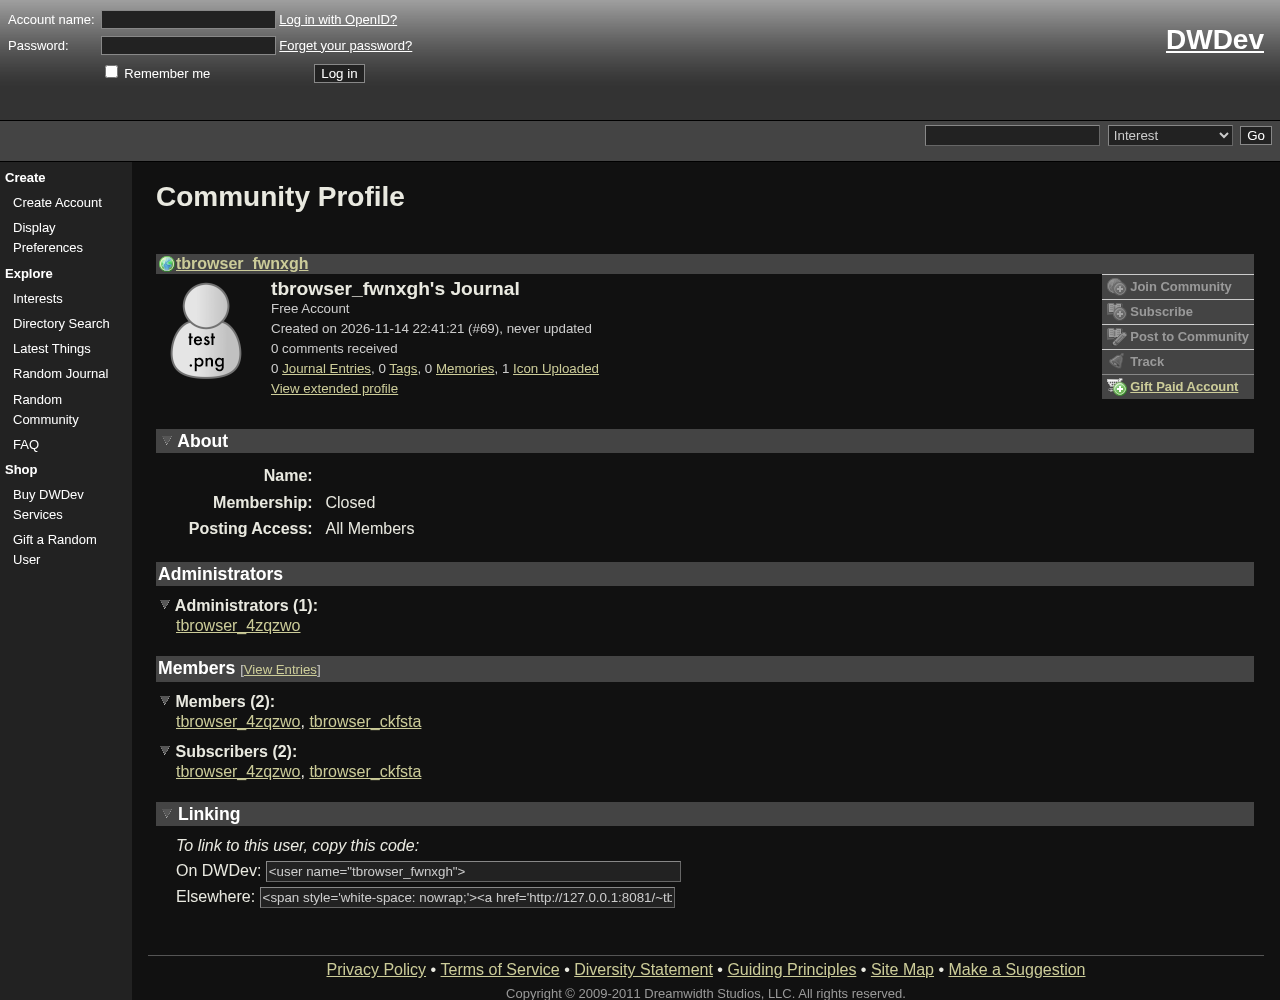 Account name: Log in with OpenID?
Password: Forget your password?
Remember me Log in
DWDev
Interest Go
Create
Create Account
Display
Preferences
Explore
Interests
Directory Search
Latest Things
Random Journal
Random
Community
FAQ
Shop
Buy DWDev
Services
Gift a Random
User
Community Profile
tbrowser_fwnxgh
test
.png
tbrowser_fwnxgh's Journal
Free Account
Created on 2026-11-14 22:41:21 (#69), never updated
0 comments received
0 Journal Entries, 0 Tags, 0 Memories, 1 Icon Uploaded
View extended profile
Join Community
Subscribe
Post to Community
Track
Gift Paid Account
About
Name:
Membership: Closed
Posting Access: All Members
Administrators
Administrators (1):
tbrowser_4zqzwo
Members [View Entries]
Members (2):
tbrowser_4zqzwo, tbrowser_ckfsta
Subscribers (2):
tbrowser_4zqzwo, tbrowser_ckfsta
Linking
To link to this user, copy this code:
On DWDev: <user name="tbrowser_fwnxgh">
Elsewhere: <span style='white-space: nowrap;'><a href='http://127.0.0.1:8081/~tb
Privacy Policy • Terms of Service • Diversity Statement • Guiding Principles • Site Map • Make a Suggestion
Copyright © 2009-2011 Dreamwidth Studios, LLC. All rights reserved.